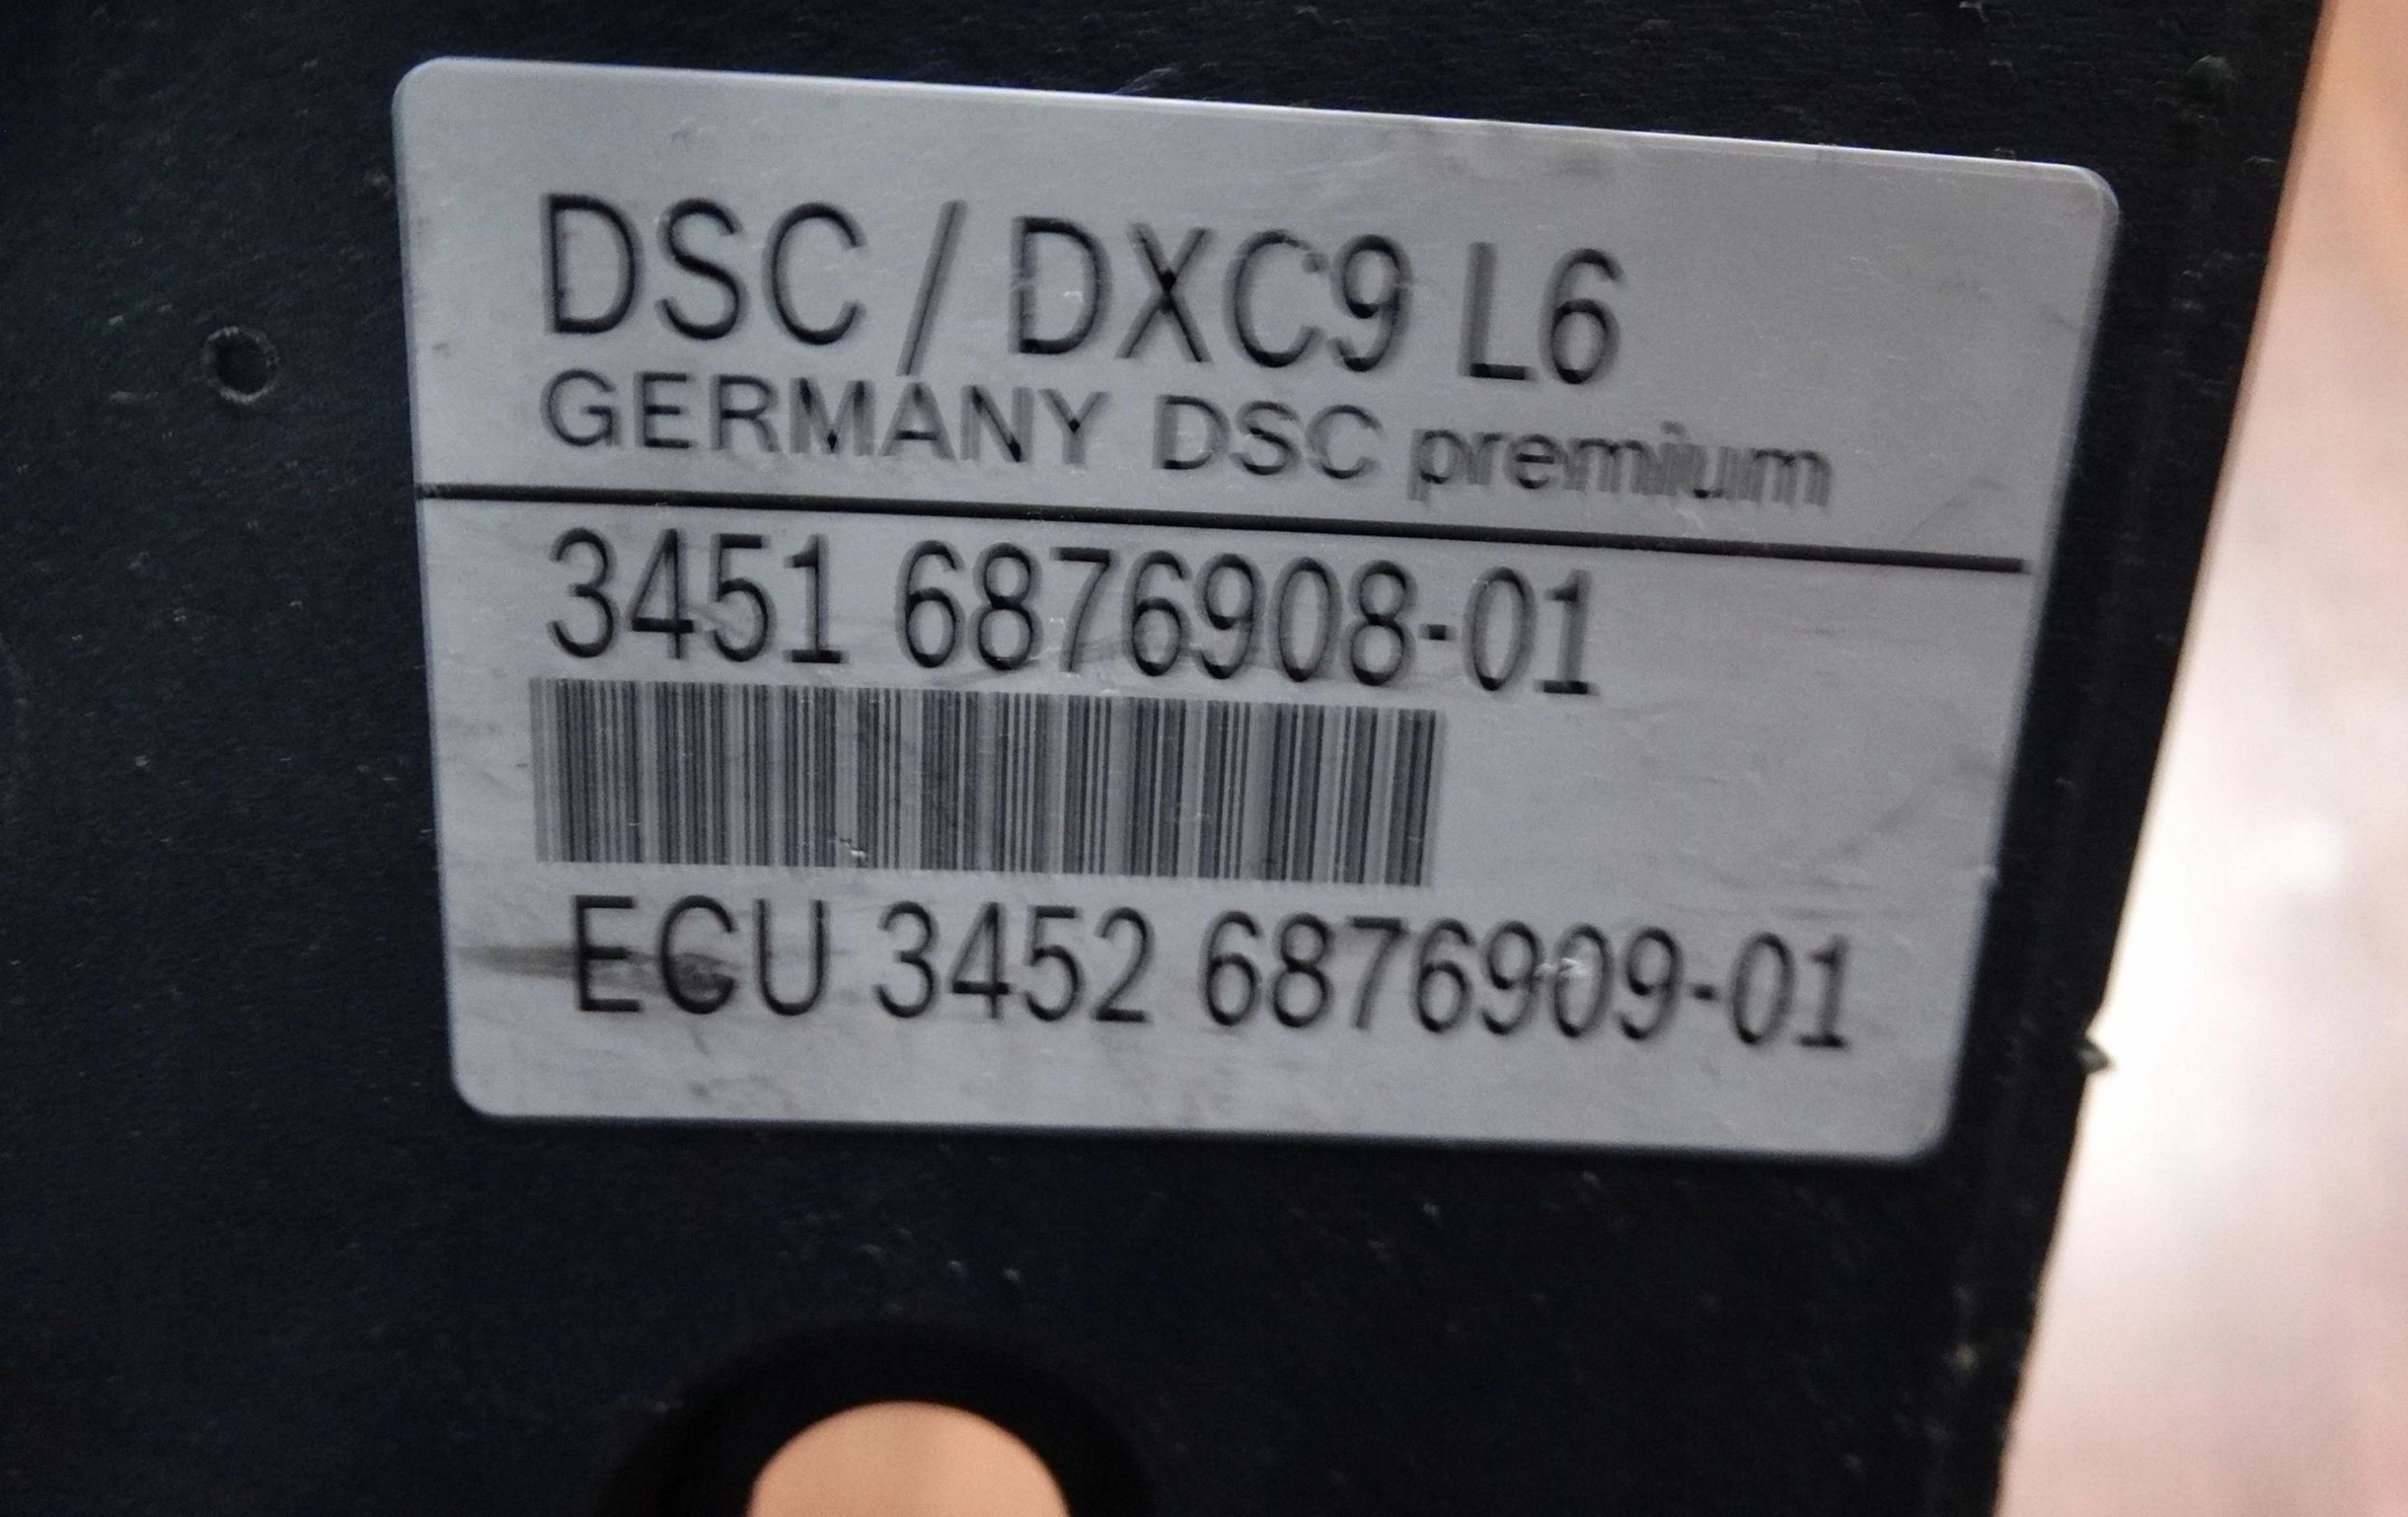 DSC / DXC9 L6
GERMANY DSC premium
3451 6876908-01
ECU 3452 6876909-01